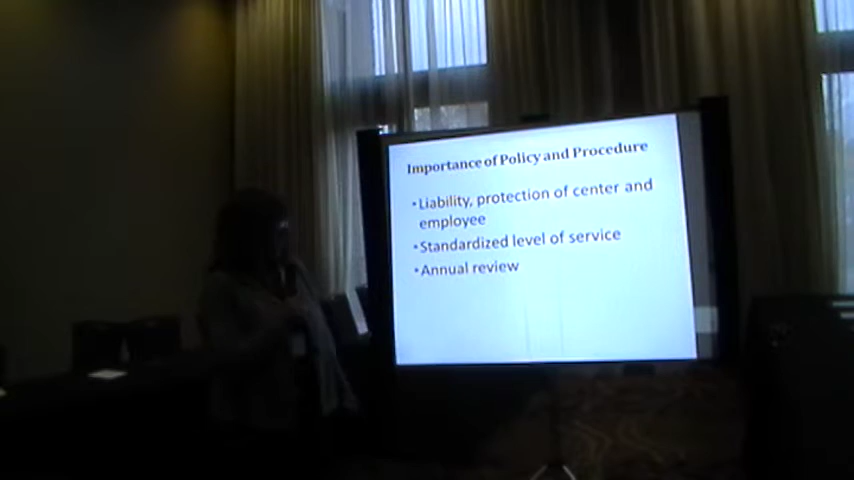 Importance of Policy and Procedure
•Liability, protection of center and
employee
•Standardized level of service
•Annual review